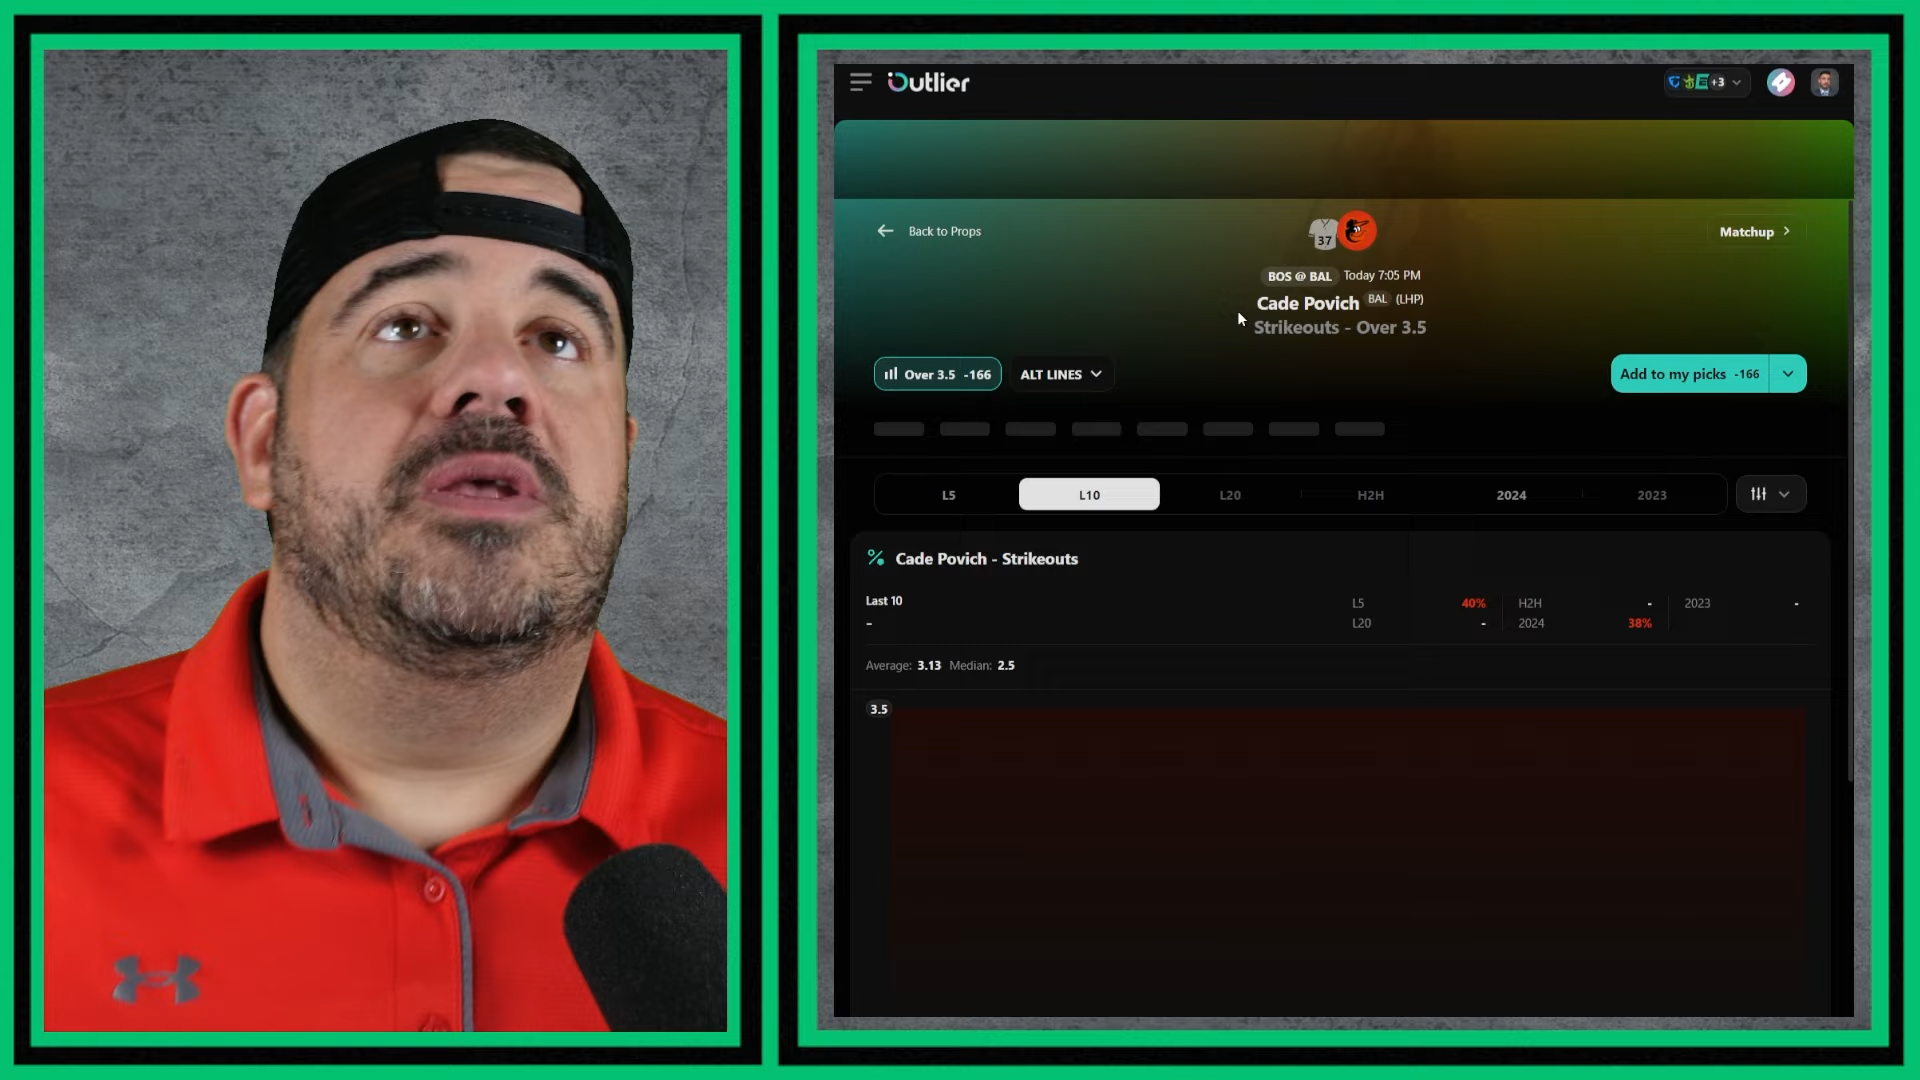 Outlier
+3
Back to Props
37
Matchup
BOS @ BAL Today 7:05 PM
Cade Povich BAL (LHP)
Strikeouts - Over 3.5
Over 3.5 -166
ALT LINES
Add to my picks -166
L5
L10
L20
H2H
2024
2023
Cade Povich - Strikeouts
Last 10
-
L5 40%
L20 -
H2H -
2024 38%
2023 -
Average: 3.13 Median: 2.5
3.5